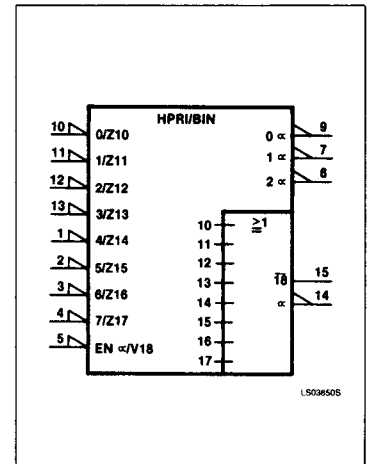 HPRI/BIN
10 0/Z10 0 ∝ 9
11 1/Z11 1 ∝ 7
12 2/Z12 2 ∝ 6
13 3/Z13
1 4/Z14
2 5/Z15
3 6/Z16
4 7/Z17
5 EN ∝/V18
10 ≥1
11
12
13 18 15
14 ∝ 14
15
16
17
LS03650S